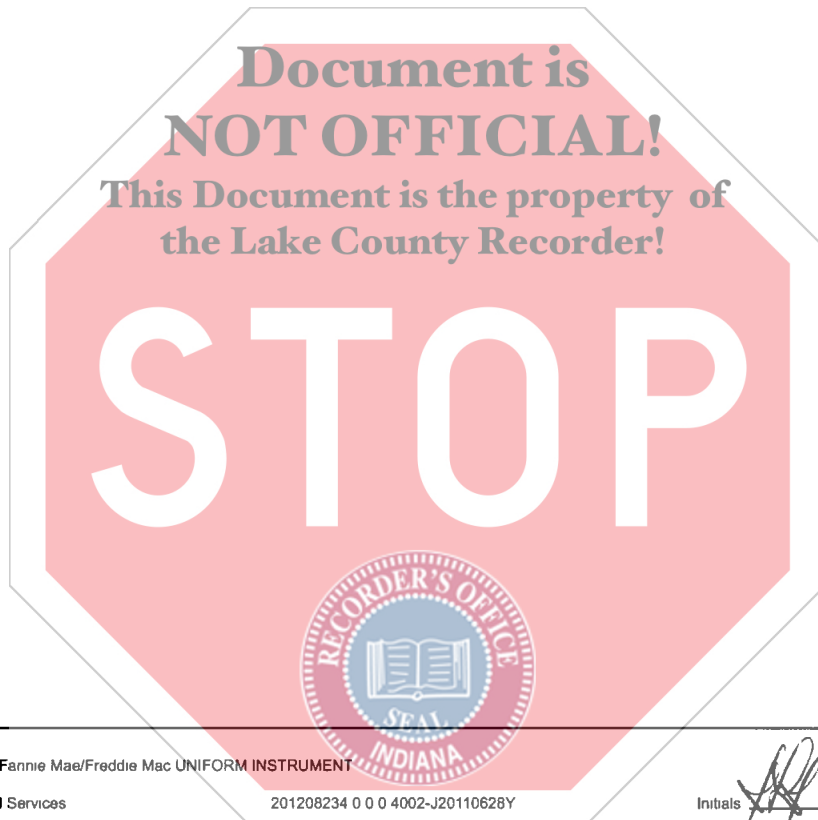 Document is
NOT OFFICIAL!
This Document is the property of
the Lake County Recorder!
STOP
RECORDER'S OFFICE
SEAL
INDIANA
Fannie Mae/Freddie Mac UNIFORM INSTRUMENT
Services
201208234 0 0 0 4002-J20110628Y
Initials